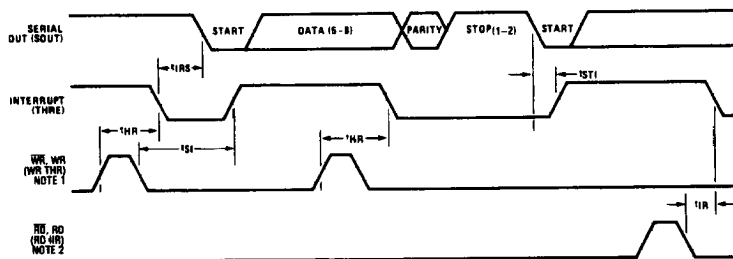 SERIAL
OUT (SOUT)
START
DATA (5-8)
PARITY
STOP(1-2)
START
tIRS
tSTI
INTERRUPT
(THRE)
tHR
tSI
tHR
WR, WR
(WR THR)
NOTE 1
tIR
RD, RD
(RD IIR)
NOTE 2